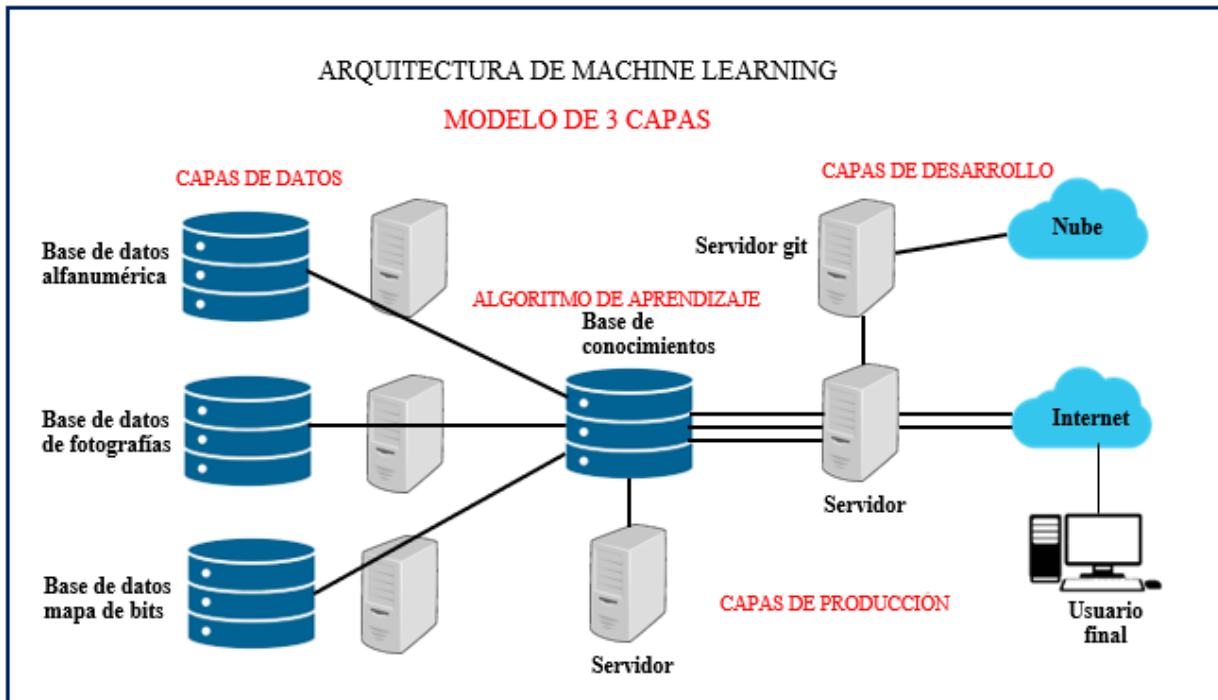 ARQUITECTURA DE MACHINE LEARNING
MODELO DE 3 CAPAS
CAPAS DE DATOS
CAPAS DE DESARROLLO
Base de datos
alfanumérica
Servidor git
Nube
ALGORITMO DE APRENDIZAJE
Base de
conocimientos
Base de datos
de fotografías
Internet
Servidor
Base de datos
mapa de bits
CAPAS DE PRODUCCIÓN
Servidor
Usuario
final